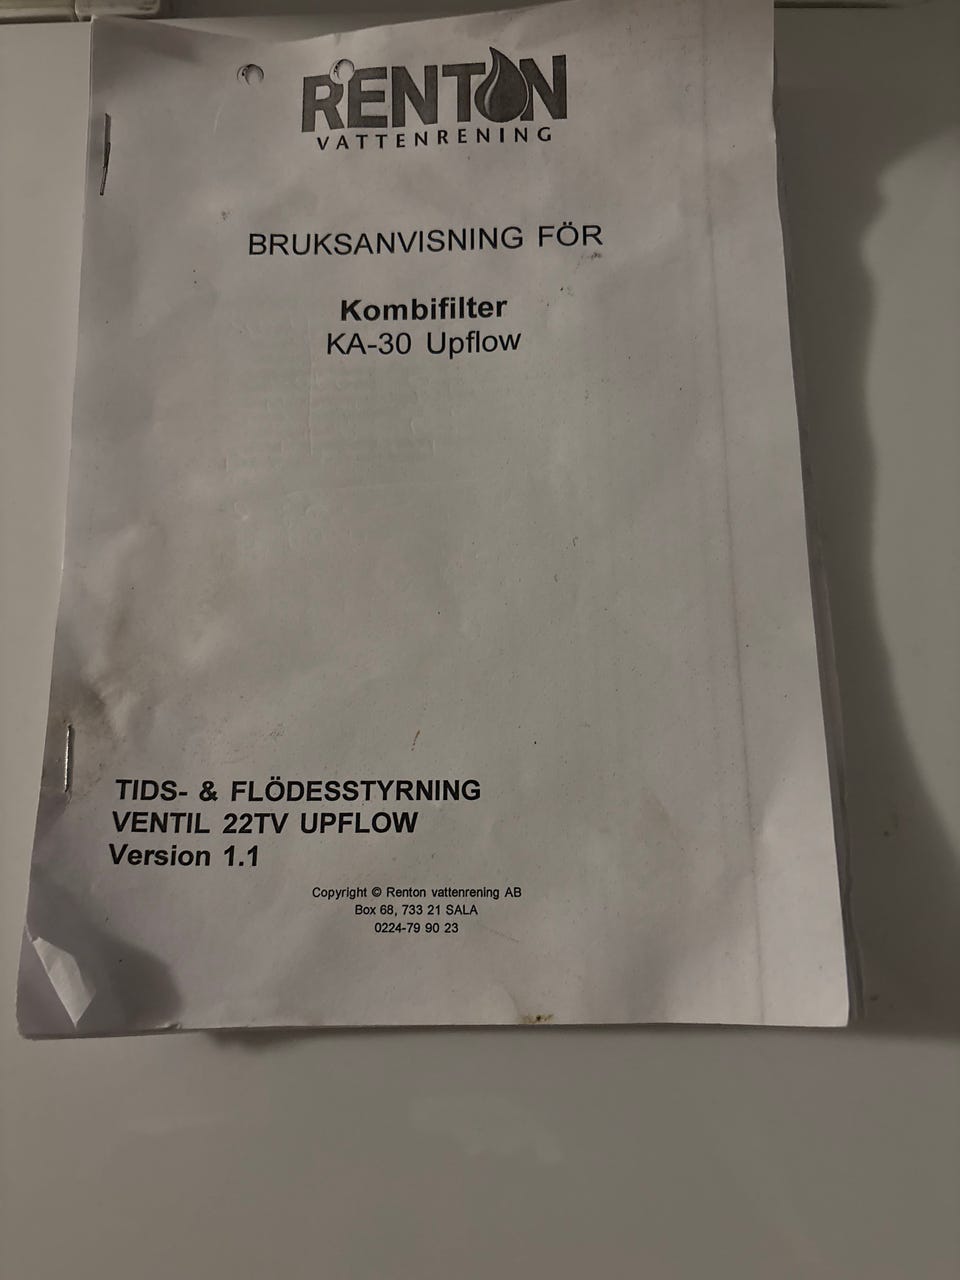 RENTON
VATTENRENING
BRUKSANVISNING FÖR
Kombifilter
KA-30 Upflow
TIDS- & FLÖDESSTYRNING
VENTIL 22TV UPFLOW
Version 1.1
Copyright © Renton vattenrening AB
Box 68, 733 21 SALA
0224-79 90 23